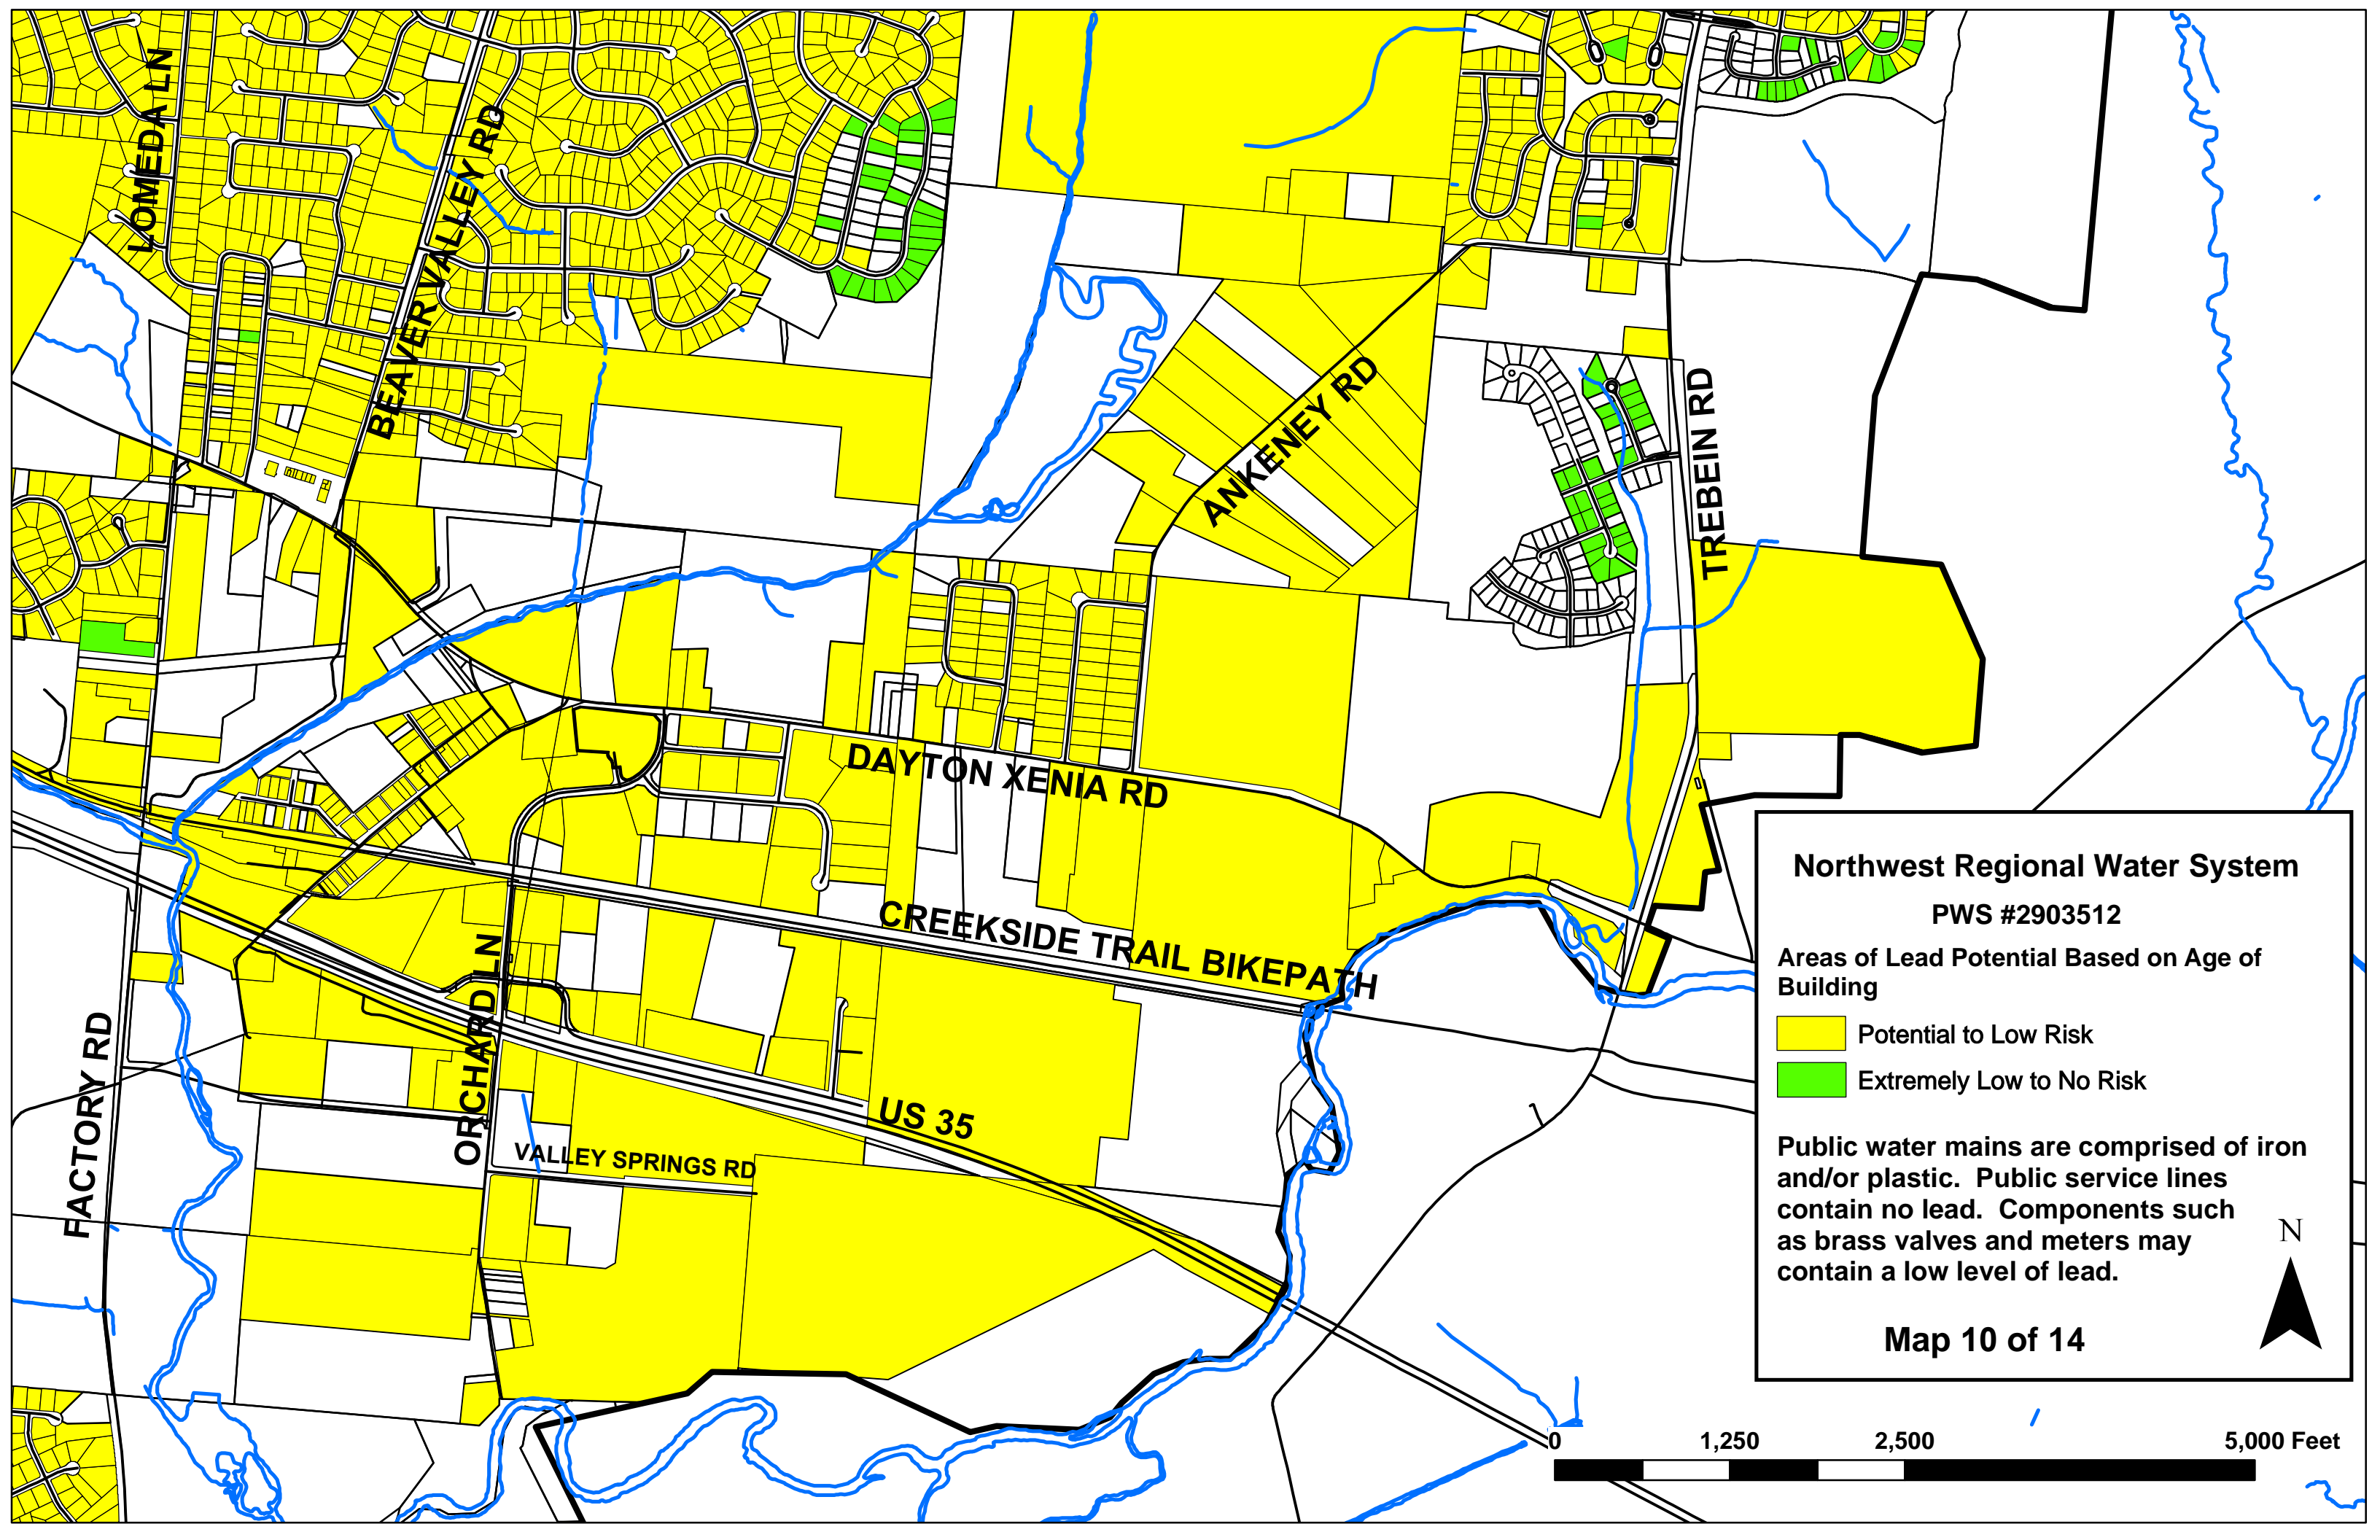 LOMEDA LN
BEAVER VALLEY RD
ANKENEY RD
TREBEIN RD
DAYTON XENIA RD
CREEKSIDE TRAIL BIKEPATH
ORCHARD LN
FACTORY RD
US 35
VALLEY SPRINGS RD
Northwest Regional Water System
PWS #2903512
Areas of Lead Potential Based on Age of
Building
Potential to Low Risk
Extremely Low to No Risk
Public water mains are comprised of iron
and/or plastic.  Public service lines
contain no lead.  Components such
as brass valves and meters may
contain a low level of lead.
N
Map 10 of 14
0 1,250 2,500 5,000 Feet